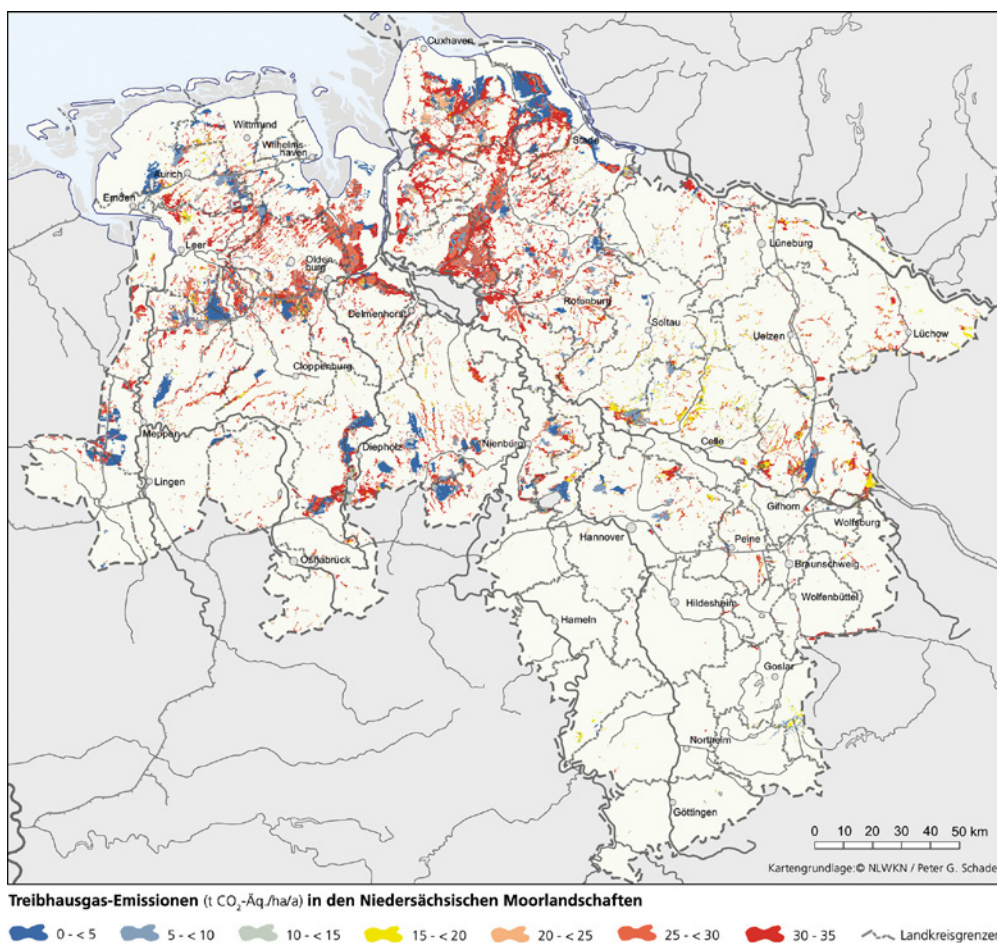 Cuxhaven
Wittmund
Wilhelms-
haven
Stade
Aurich
Emden
Leer
Lüneburg
Olden-
burg
Rotenburg
Delmenhorst
Soltau
Uelzen
Lüchow
Cloppenburg
Meppen
Diepholz
Nienburg
Celle
Lingen
Gifhorn
Wolfsburg
Hannover
Peine
Osnabrück
Braunschweig
Hildesheim
Wolfenbüttel
Hameln
Goslar
Northeim
Göttingen
0 10 20 30 40 50 km
Kartengrundlage:© NLWKN / Peter G. Schader
Treibhausgas-Emissionen (t CO₂-Äq./ha/a) in den Niedersächsischen Moorlandschaften
0 - < 5 5 - < 10 10 - < 15 15 - < 20 20 - < 25 25 - < 30 30 - 35 Landkreisgrenzen